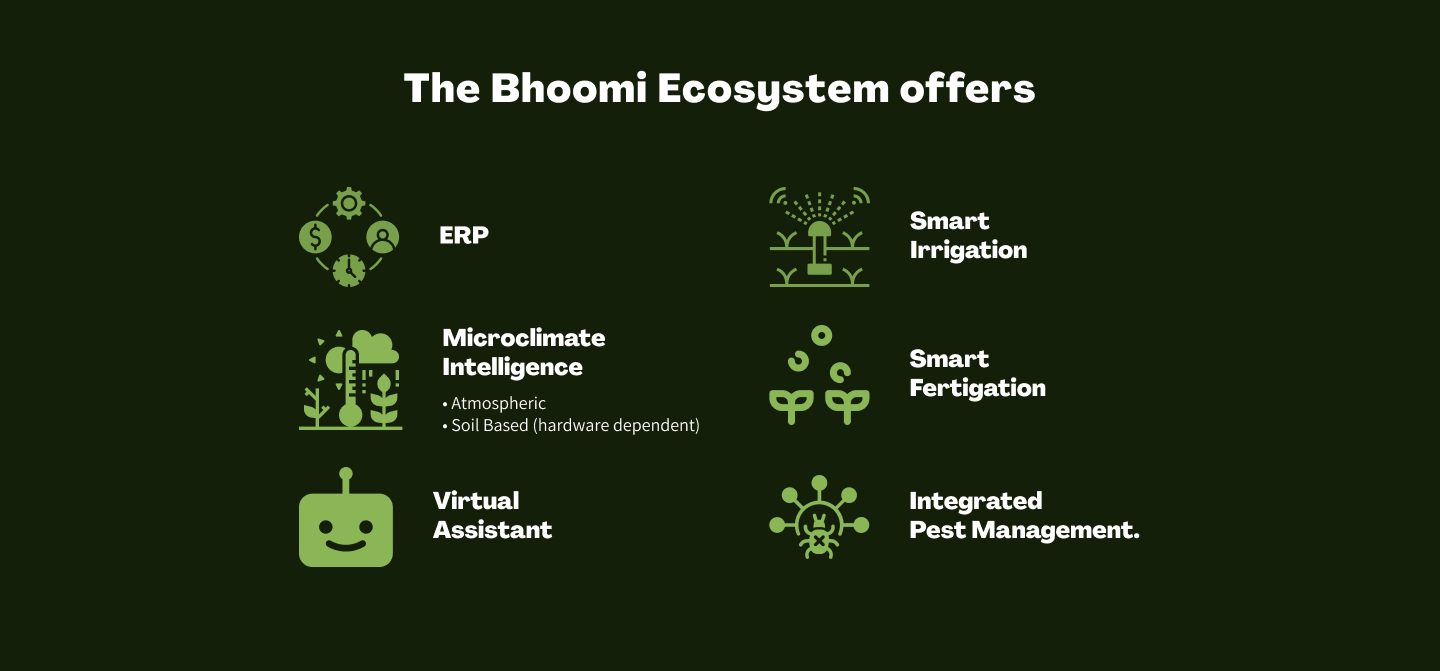 The Bhoomi Ecosystem offers
ERP
Smart
Irrigation
Microclimate
Intelligence
• Atmospheric
• Soil Based (hardware dependent)
Smart
Fertigation
Virtual
Assistant
Integrated
Pest Management.